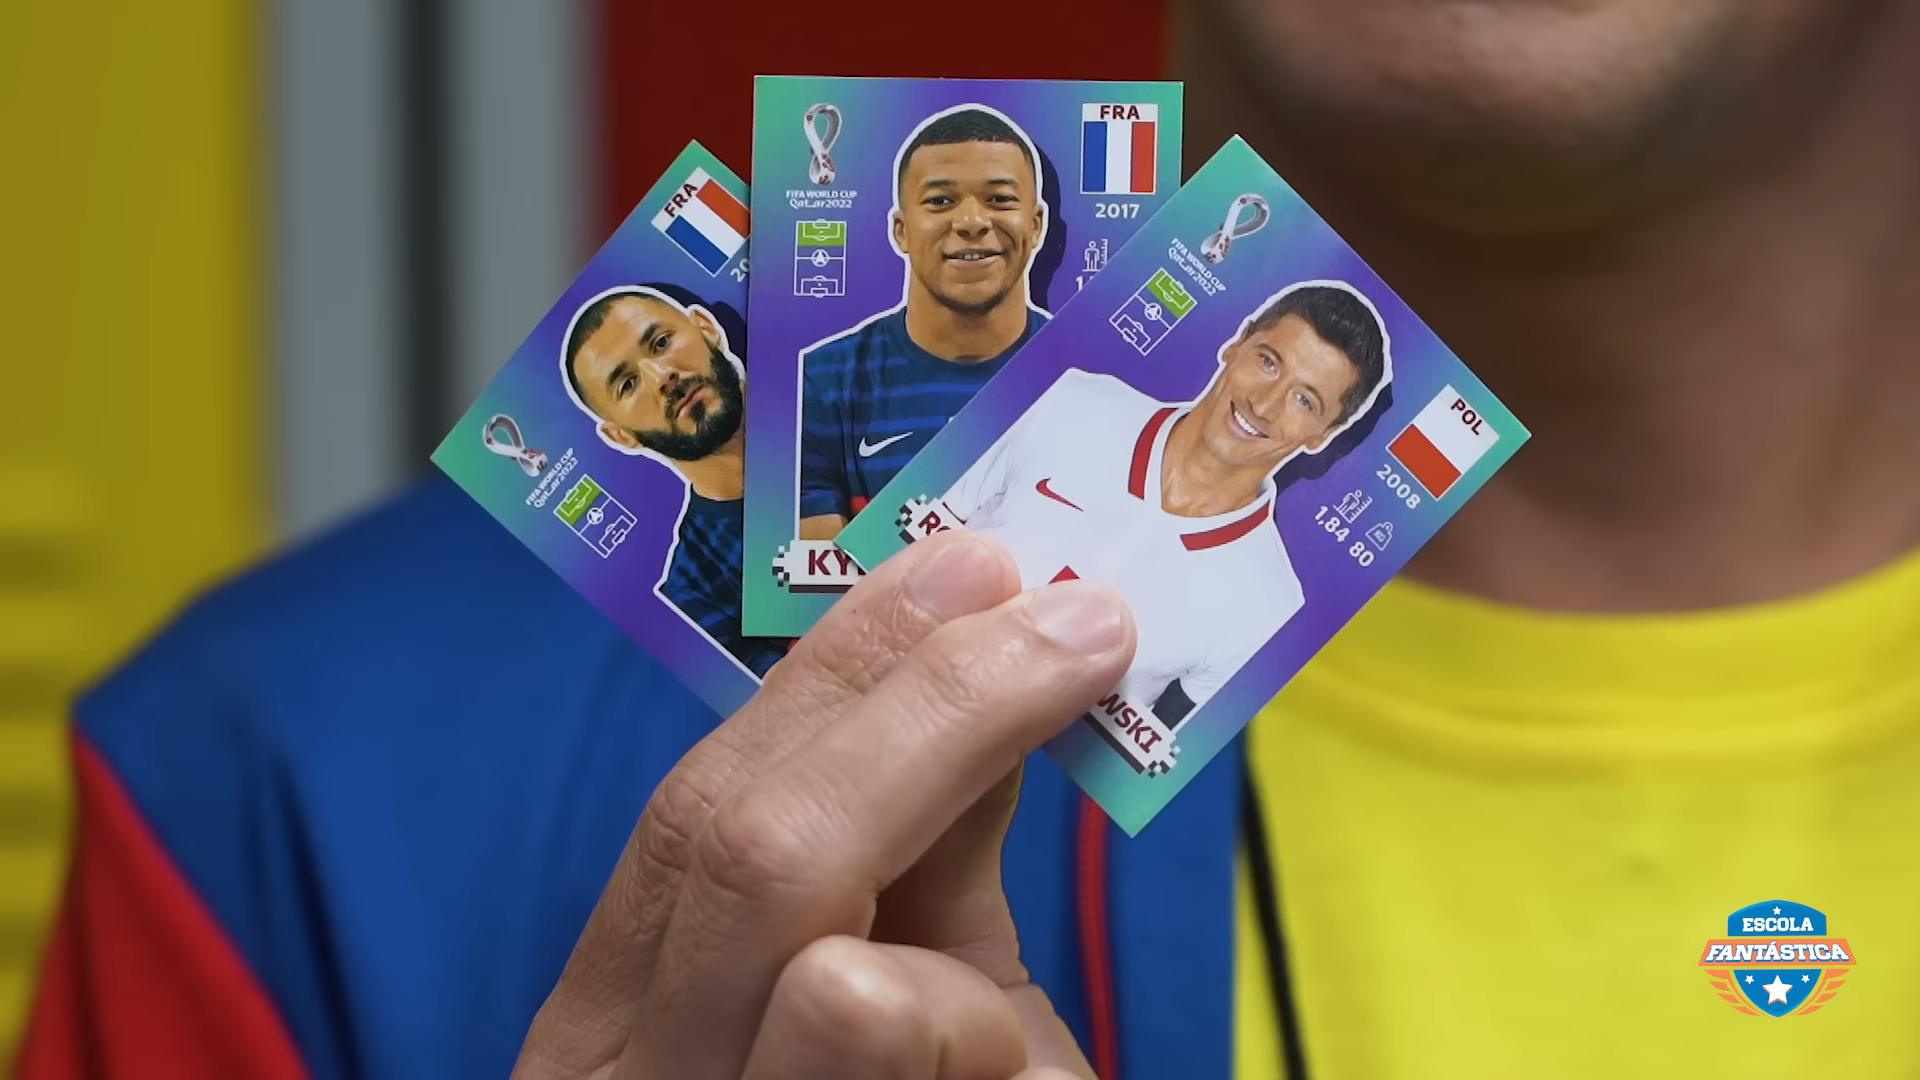 FRA
FIFA WORLD CUP
Qatar2022
FRA
FIFA WORLD CUP
Qatar2022
2017
KY
FIFA WORLD CUP
Qatar2022
POL
2008
1,84 80
KG
WSKI
ESCOLA
FANTÁSTICA